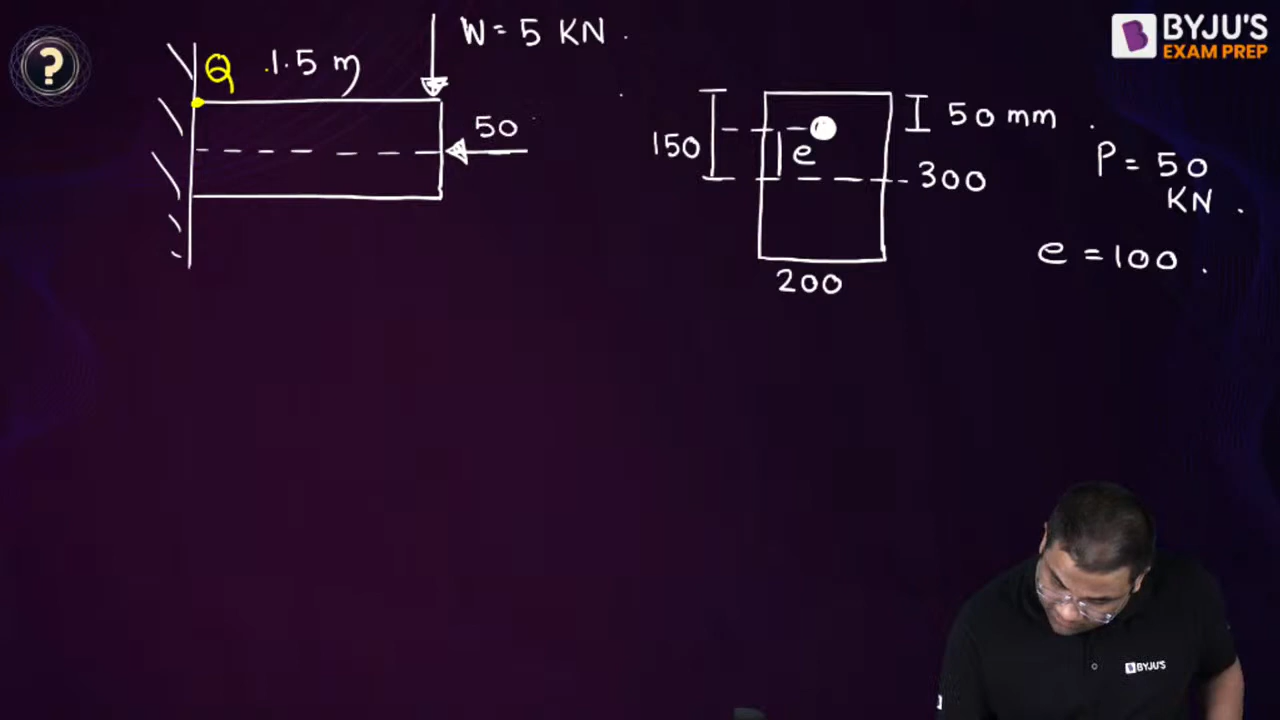 BYJU'S
EXAM PREP
?
Q 1.5 m
W = 5 KN
50
150
e
50 mm
300
200
P = 50
KN
e = 100
BYJU'S